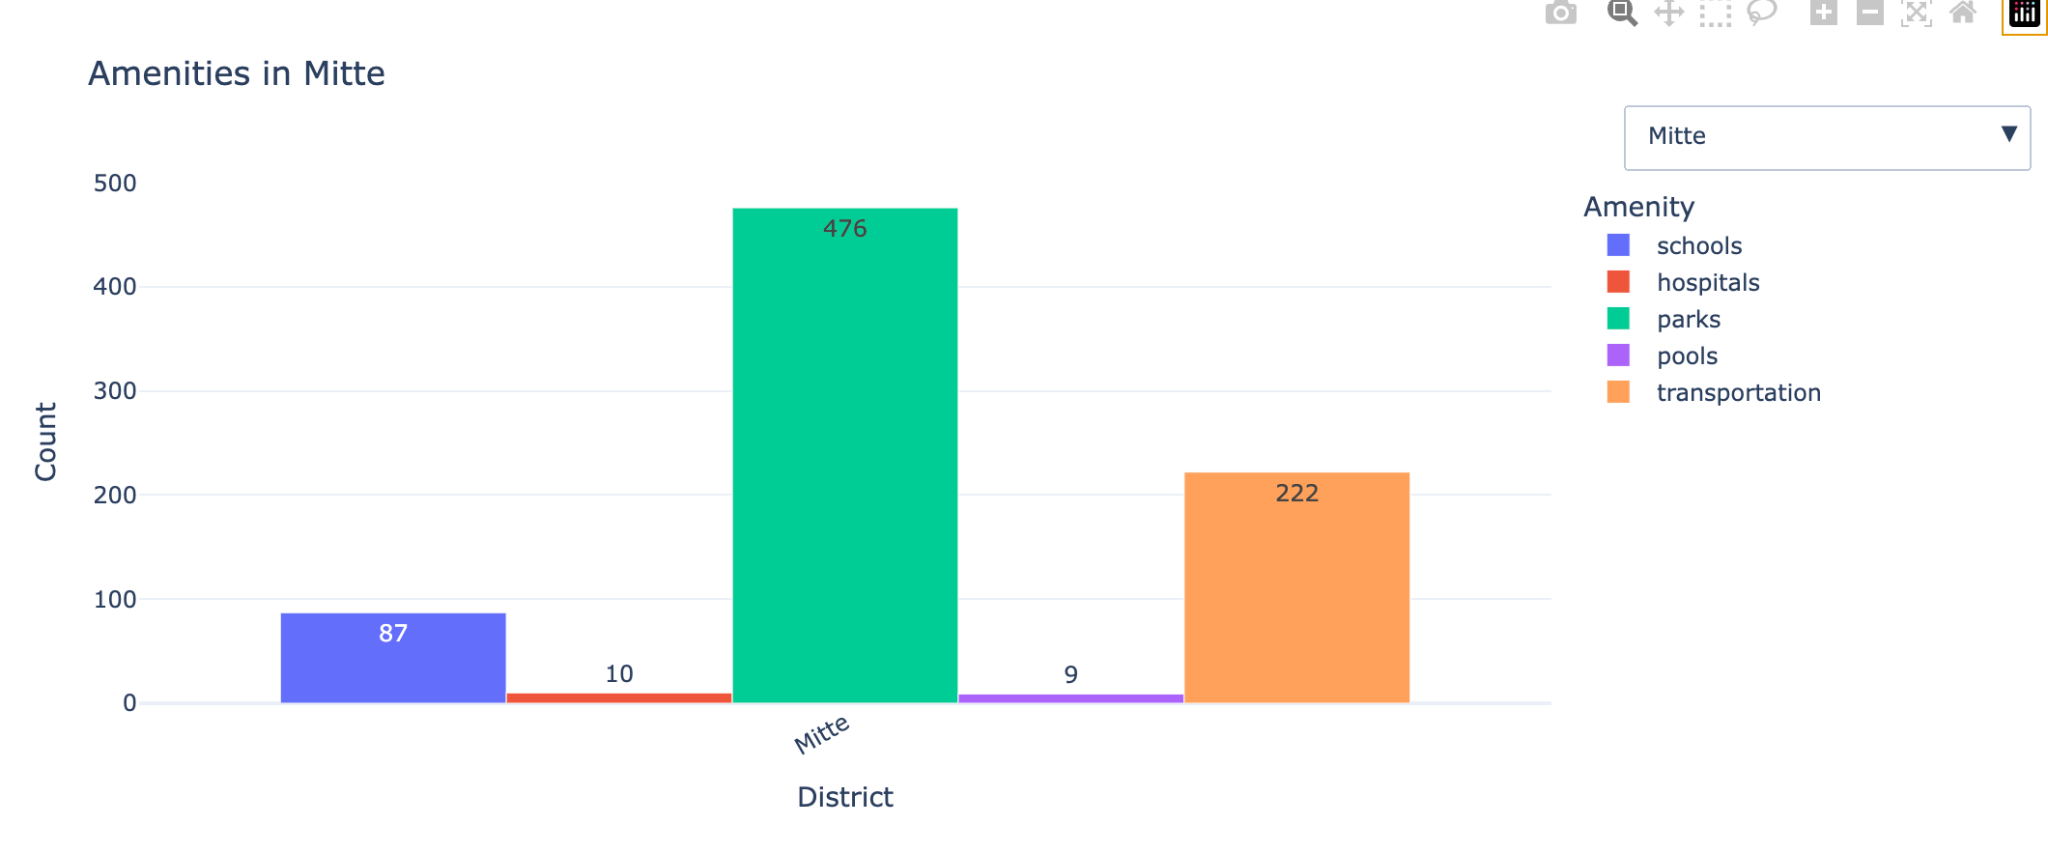 Amenities in Mitte
Mitte ▼
500
400
300
200
100
0
Count
87
10
476
9
222
Mitte
District
Amenity
schools
hospitals
parks
pools
transportation